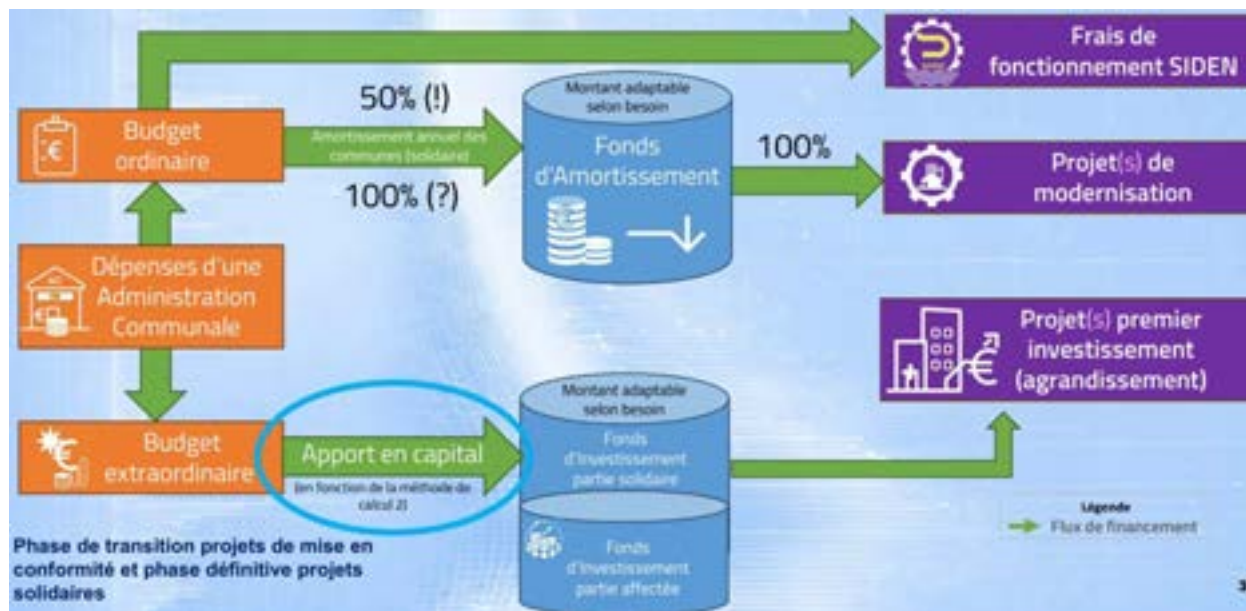 Frais de
fonctionnement SIDEN
50% (!)
Montant adaptable
selon besoin
Budget
ordinaire
Amortissement annuel des
communes (solidaire)
Fonds
d'Amortissement
100%
Projet(s) de
modernisation
100% (?)
Dépenses d'une
Administration
Communale
Projet(s) premier
investissement
(agrandissement)
Montant adaptable
selon besoin
Budget
extraordinaire
Apport en capital
(en fonction de la méthode de
calcul 2)
Fonds
d'Investissement
partie solidaire
Légende
Flux de financement
Fonds
d'Investissement
partie affectée
Phase de transition projets de mise en
conformité et phase définitive projets
solidaires
3